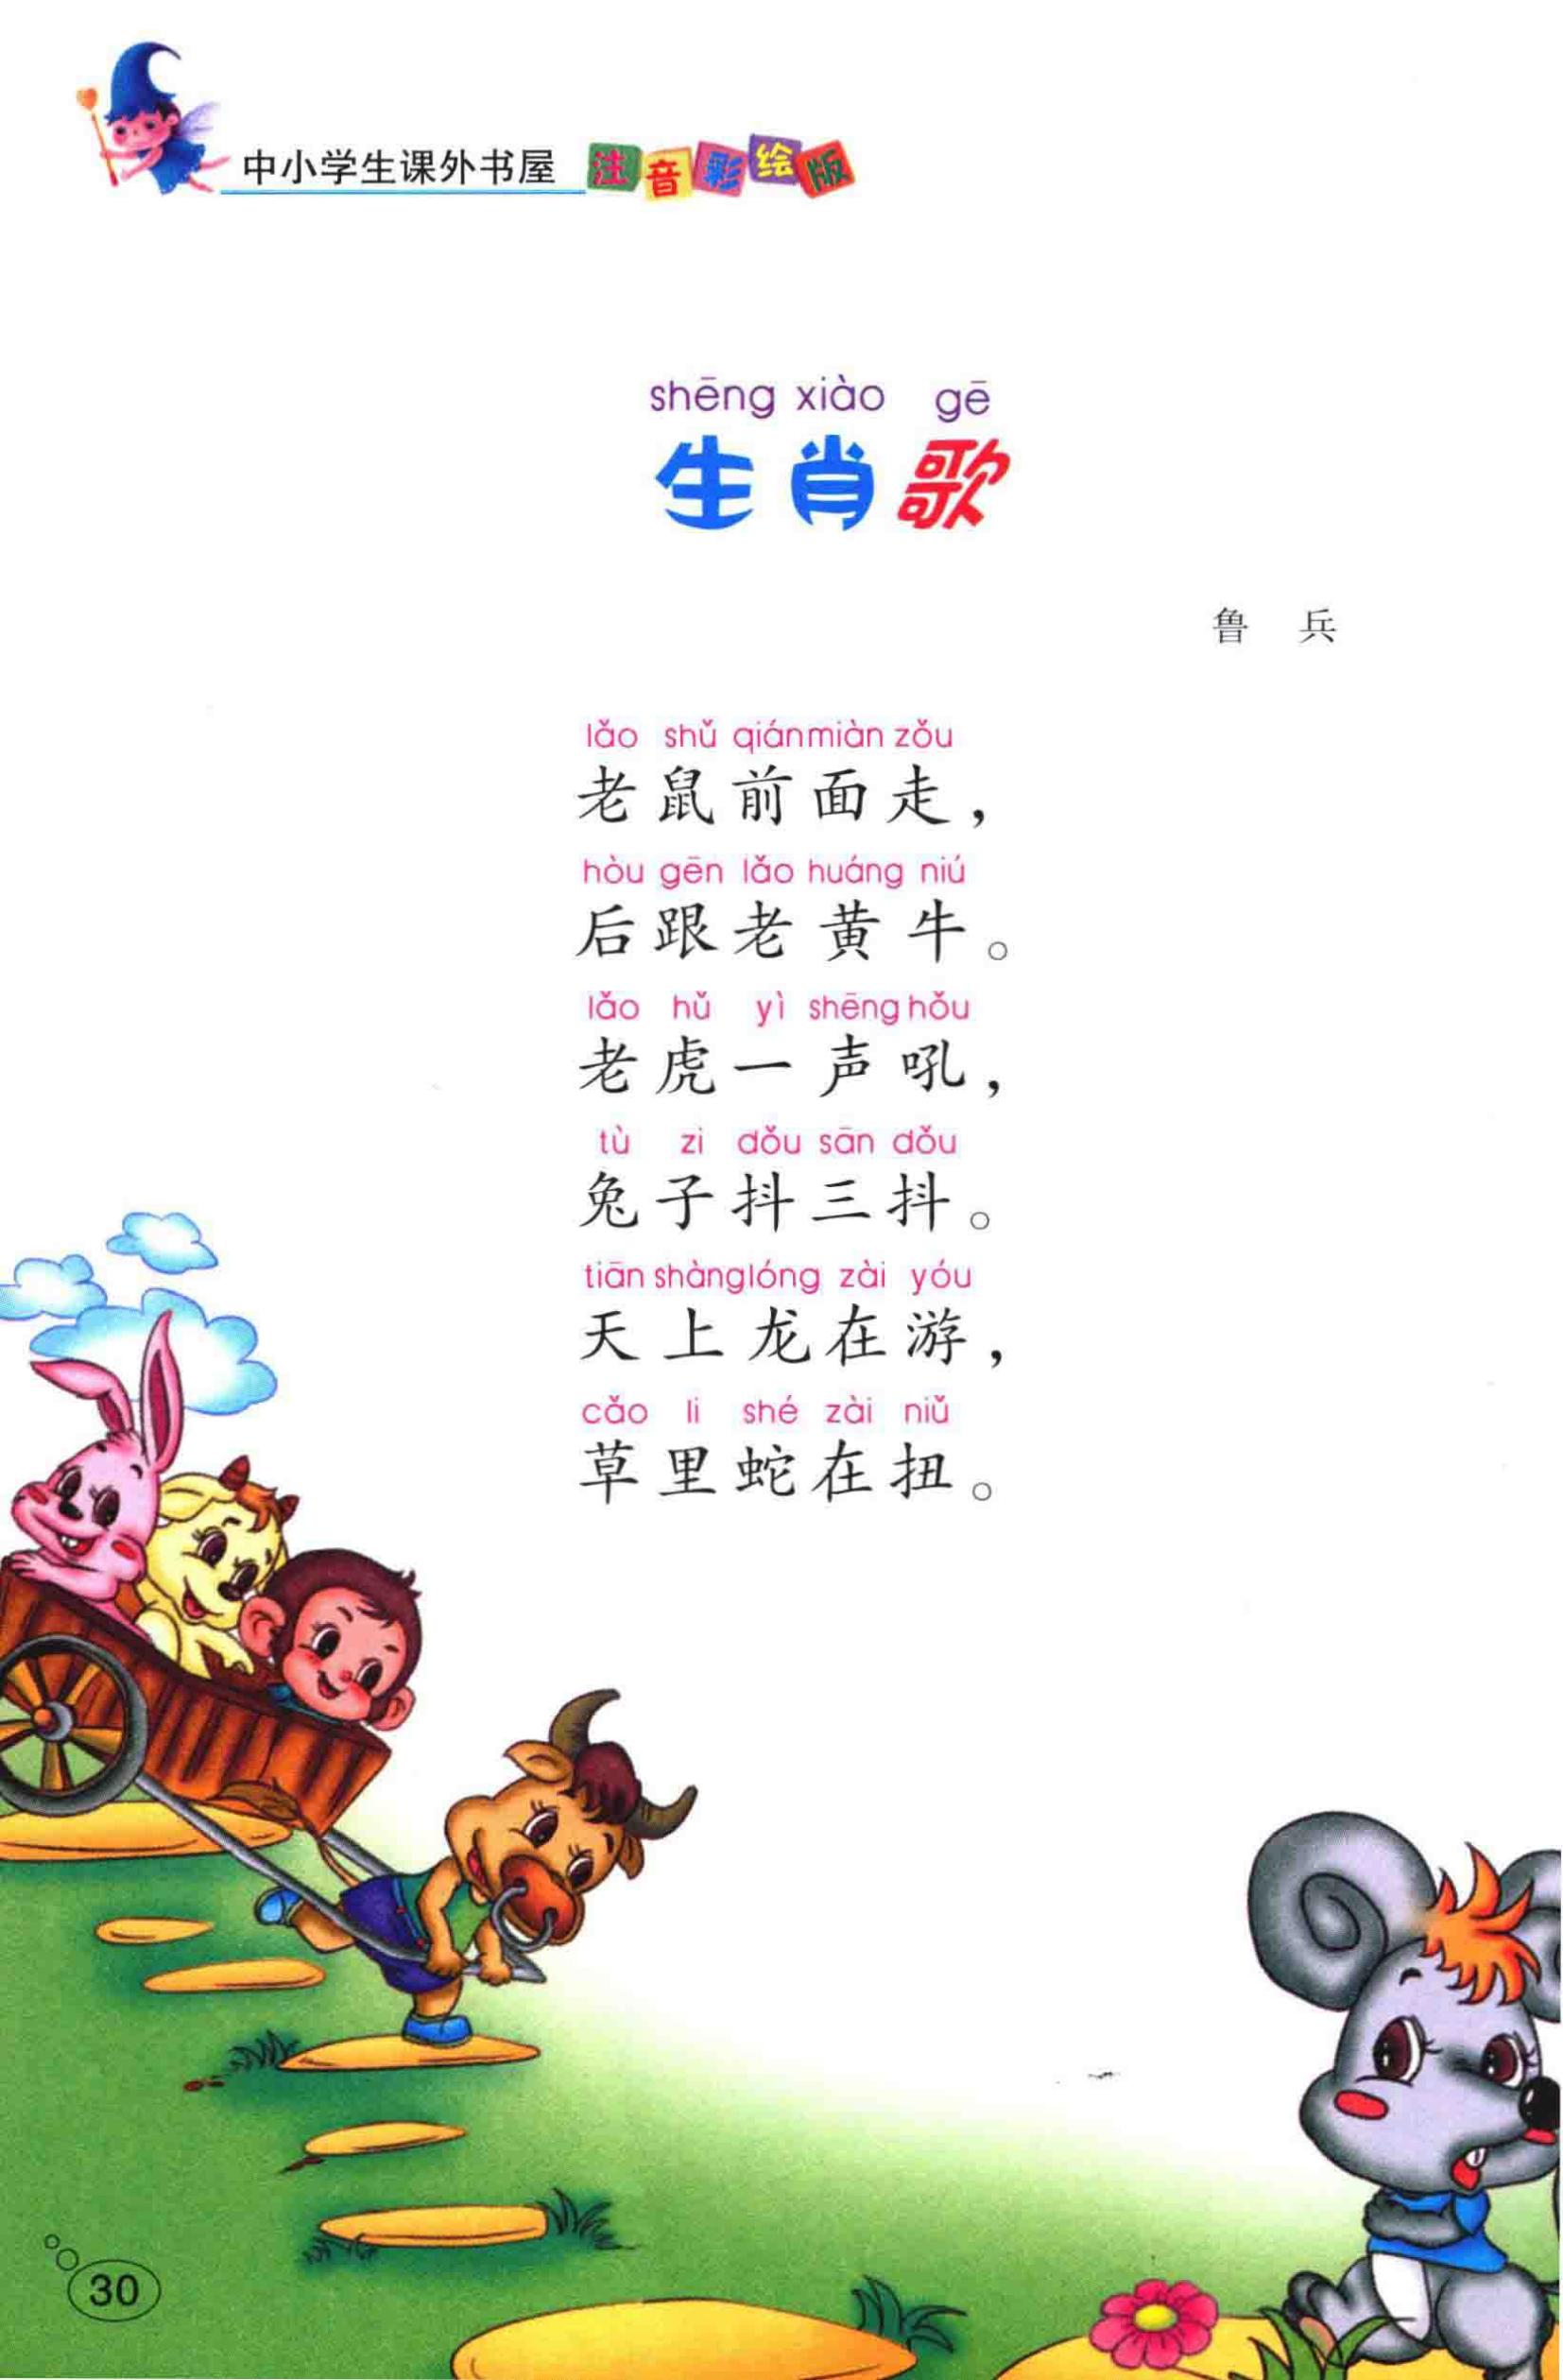 中小学生课外书屋 注音彩绘版
shēng xiào gē
生肖歌
鲁 兵
lǎo shǔ qiánmiàn zǒu
老鼠前面走，
hòu gēn lǎo huáng niú
后跟老黄牛。
lǎo hǔ yì shēng hǒu
老虎一声吼，
tù zi dǒu sān dǒu
兔子抖三抖。
tiān shànglóng zài yóu
天上龙在游，
cǎo li shé zài niǔ
草里蛇在扭。
30